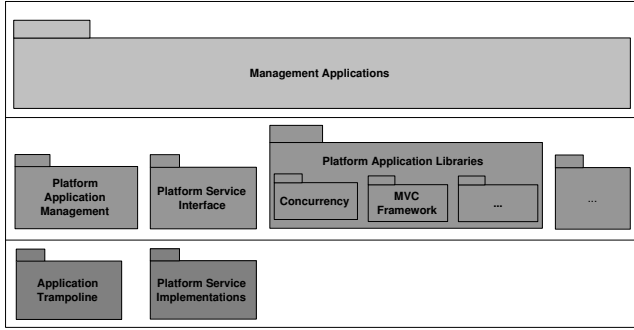 Management Applications
Platform
Application
Management
Platform Service
Interface
Platform Application Libraries
Concurrency
MVC
Framework
...
...
Application
Trampoline
Platform Service
Implementations